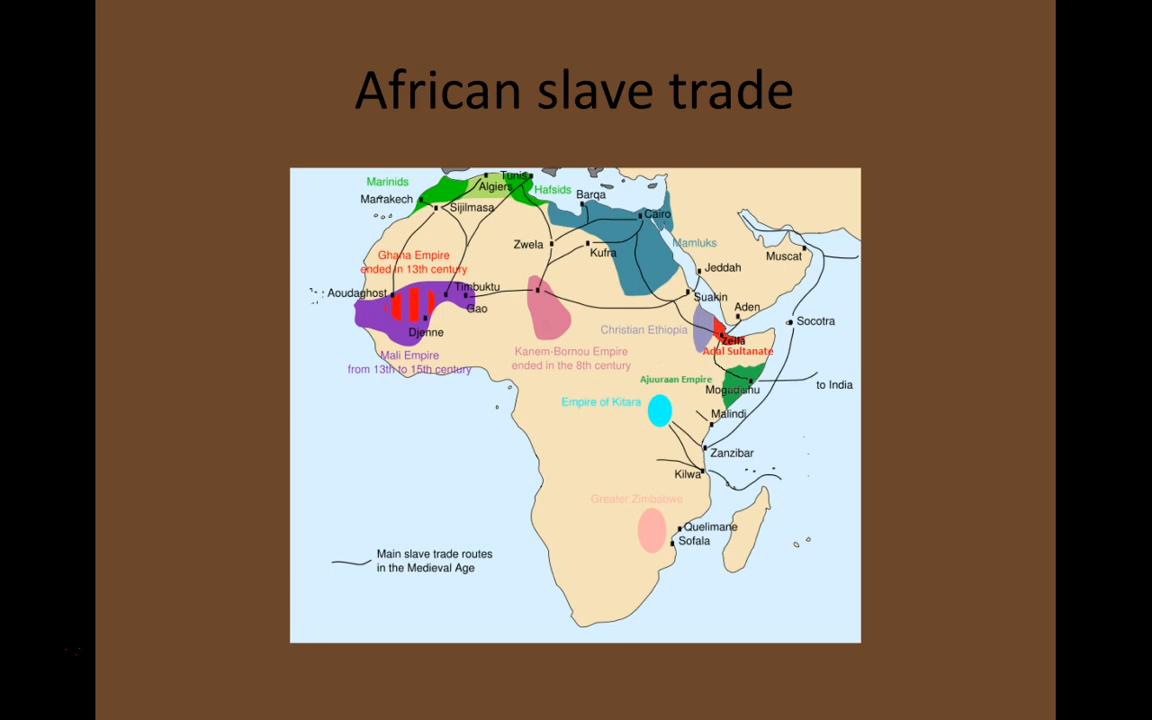 African slave trade
Marinids
Tunis
Algiers
Hafsids
Barqa
Marrakech
Sijilmasa
Cairo
Zwela
Kufra
Mamluks
Muscat
Ghana Empire
ended in 13th century
Jeddah
Aoudaghost
Timbuktu
Gao
Suakin
Aden
Socotra
Djenne
Christian Ethiopia
Zeila
Adal Sultanate
Mali Empire
from 13th to 15th century
Kanem-Bornou Empire
ended in the 8th century
Ajuuraan Empire
Mogadishu
to India
Empire of Kitara
Malindi
Zanzibar
Kilwa
Greater Zimbabwe
Quelimane
Sofala
Main slave trade routes
in the Medieval Age